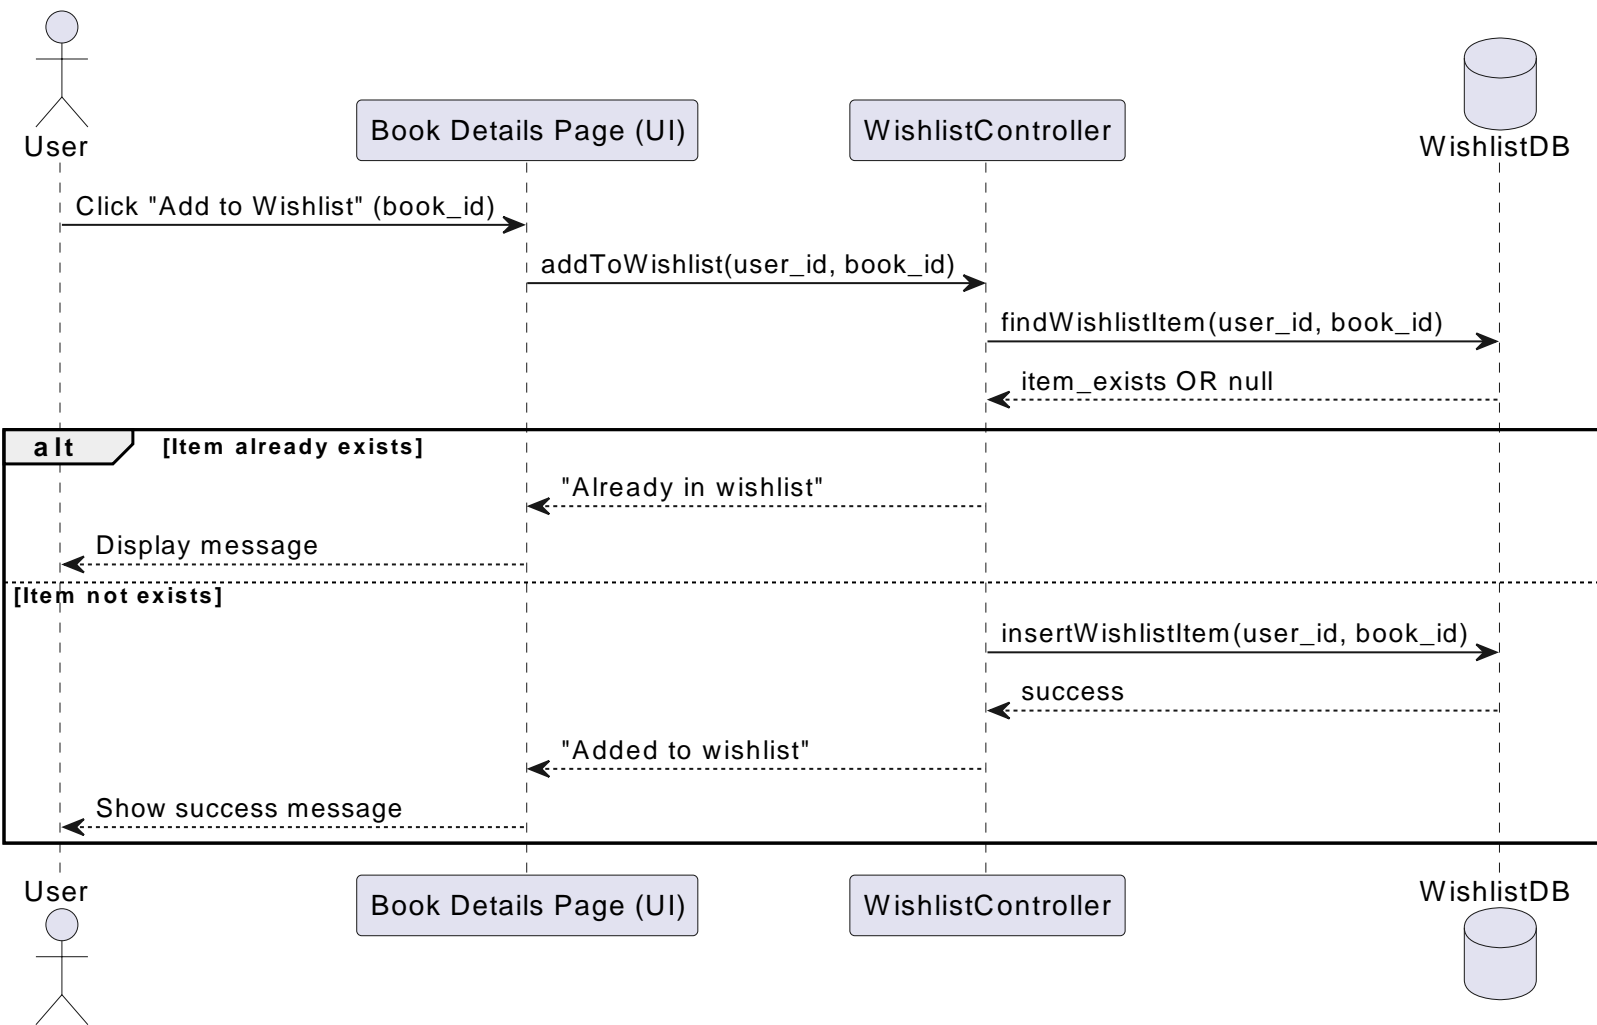 User
Book Details Page (UI)
WishlistController
WishlistDB
Click "Add to Wishlist" (book_id)
addToWishlist(user_id, book_id)
findWishlistItem(user_id, book_id)
item_exists OR null
alt
[Item already exists]
"Already in wishlist"
Display message
[Item not exists]
insertWishlistItem(user_id, book_id)
success
"Added to wishlist"
Show success message
User
Book Details Page (UI)
WishlistController
WishlistDB